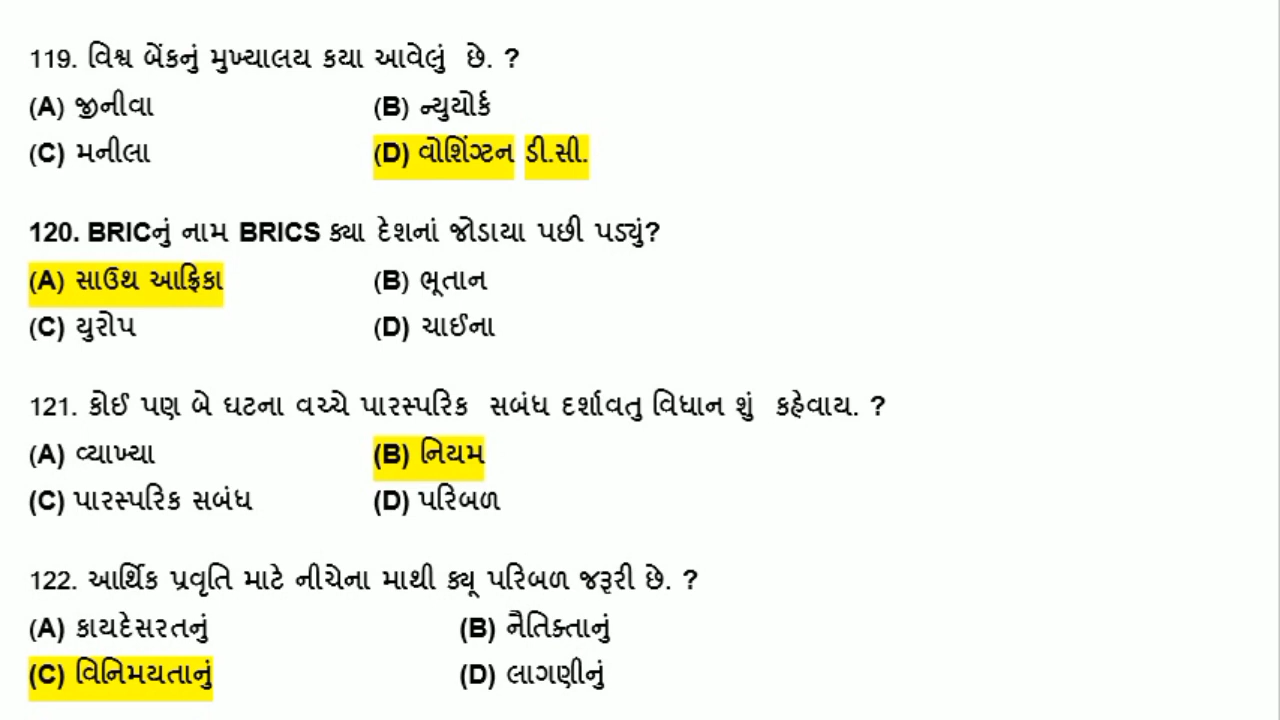 119. વિશ્વ બેંકનું મુખ્યાલય કયા આવેલું છે. ?
(A) જીનીવા (B) ન્યુયોર્ક
(C) મનીલા (D) વોશિંગ્ટન ડી.સી.
120. BRICનું નામ BRICS ક્યા દેશનાં જોડાયા પછી પડ્યું?
(A) સાઉથ આફ્રિકા (B) ભૂતાન
(C) યુરોપ (D) ચાઈના
121. કોઈ પણ બે ઘટના વચ્ચે પારસ્પરિક સબંધ દર્શાવતુ વિધાન શું કહેવાય. ?
(A) વ્યાખ્યા (B) નિયમ
(C) પારસ્પરિક સબંધ (D) પરિબળ
122. આર્થિક પ્રવૃતિ માટે નીચેના માથી ક્યૂ પરિબળ જરૂરી છે. ?
(A) કાયદેસરતનું (B) નૈતિક્તાનું
(C) વિનિમયતાનું (D) લાગણીનું